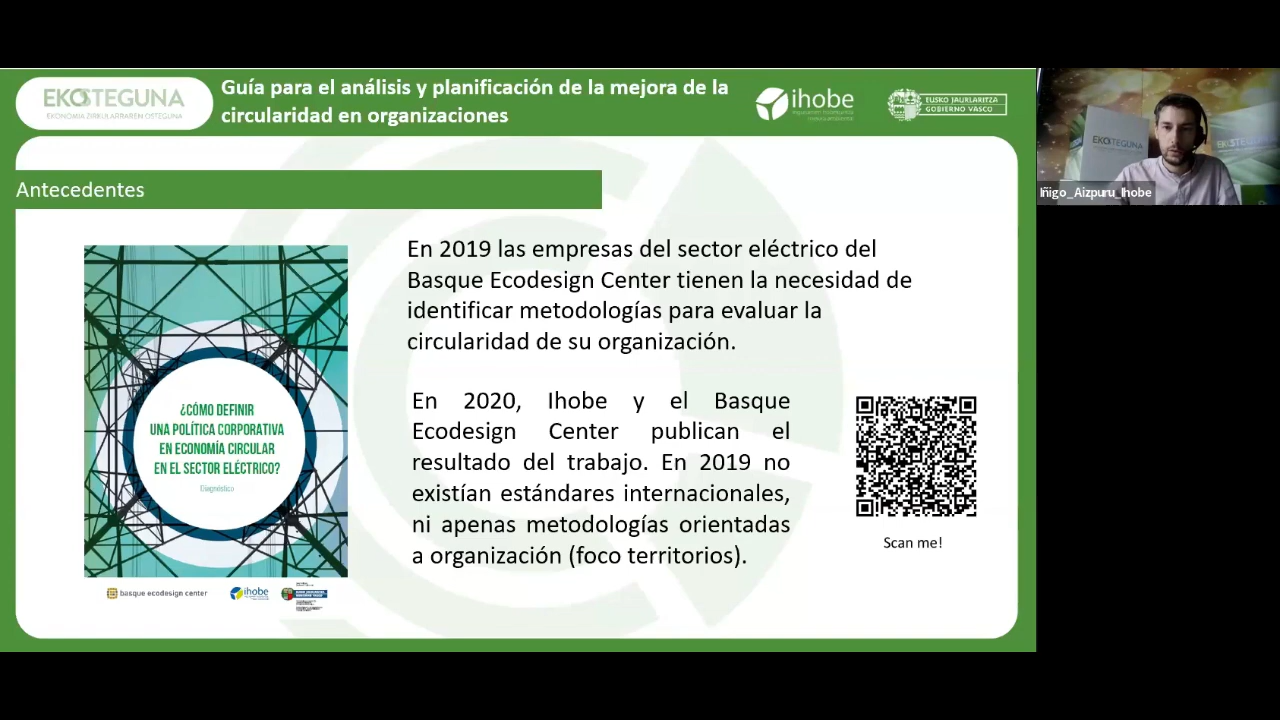 EKOSTEGUNA
EKONOMIA ZIRKULARRAREN OSTEGUNA
Guía para el análisis y planificación de la mejora de la
circularidad en organizaciones
ihobe
EUSKO JAURLARITZA
GOBIERNO VASCO
EKOSTEGUNA
Iñigo_Aizpuru_Ihobe
Antecedentes
En 2019 las empresas del sector eléctrico del
Basque Ecodesign Center tienen la necesidad de
identificar metodologías para evaluar la
circularidad de su organización.
¿CÓMO DEFINIR
UNA POLÍTICA CORPORATIVA
EN ECONOMÍA CIRCULAR
EN EL SECTOR ELÉCTRICO?
Diagnóstico
En 2020, Ihobe y el Basque
Ecodesign Center publican el
resultado del trabajo. En 2019 no
existían estándares internacionales,
ni apenas metodologías orientadas
a organización (foco territorios).
Scan me!
basque ecodesign center
ihobe